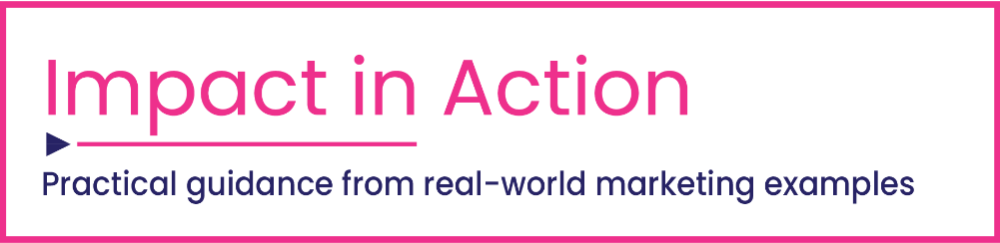 Impact in Action
Practical guidance from real-world marketing examples